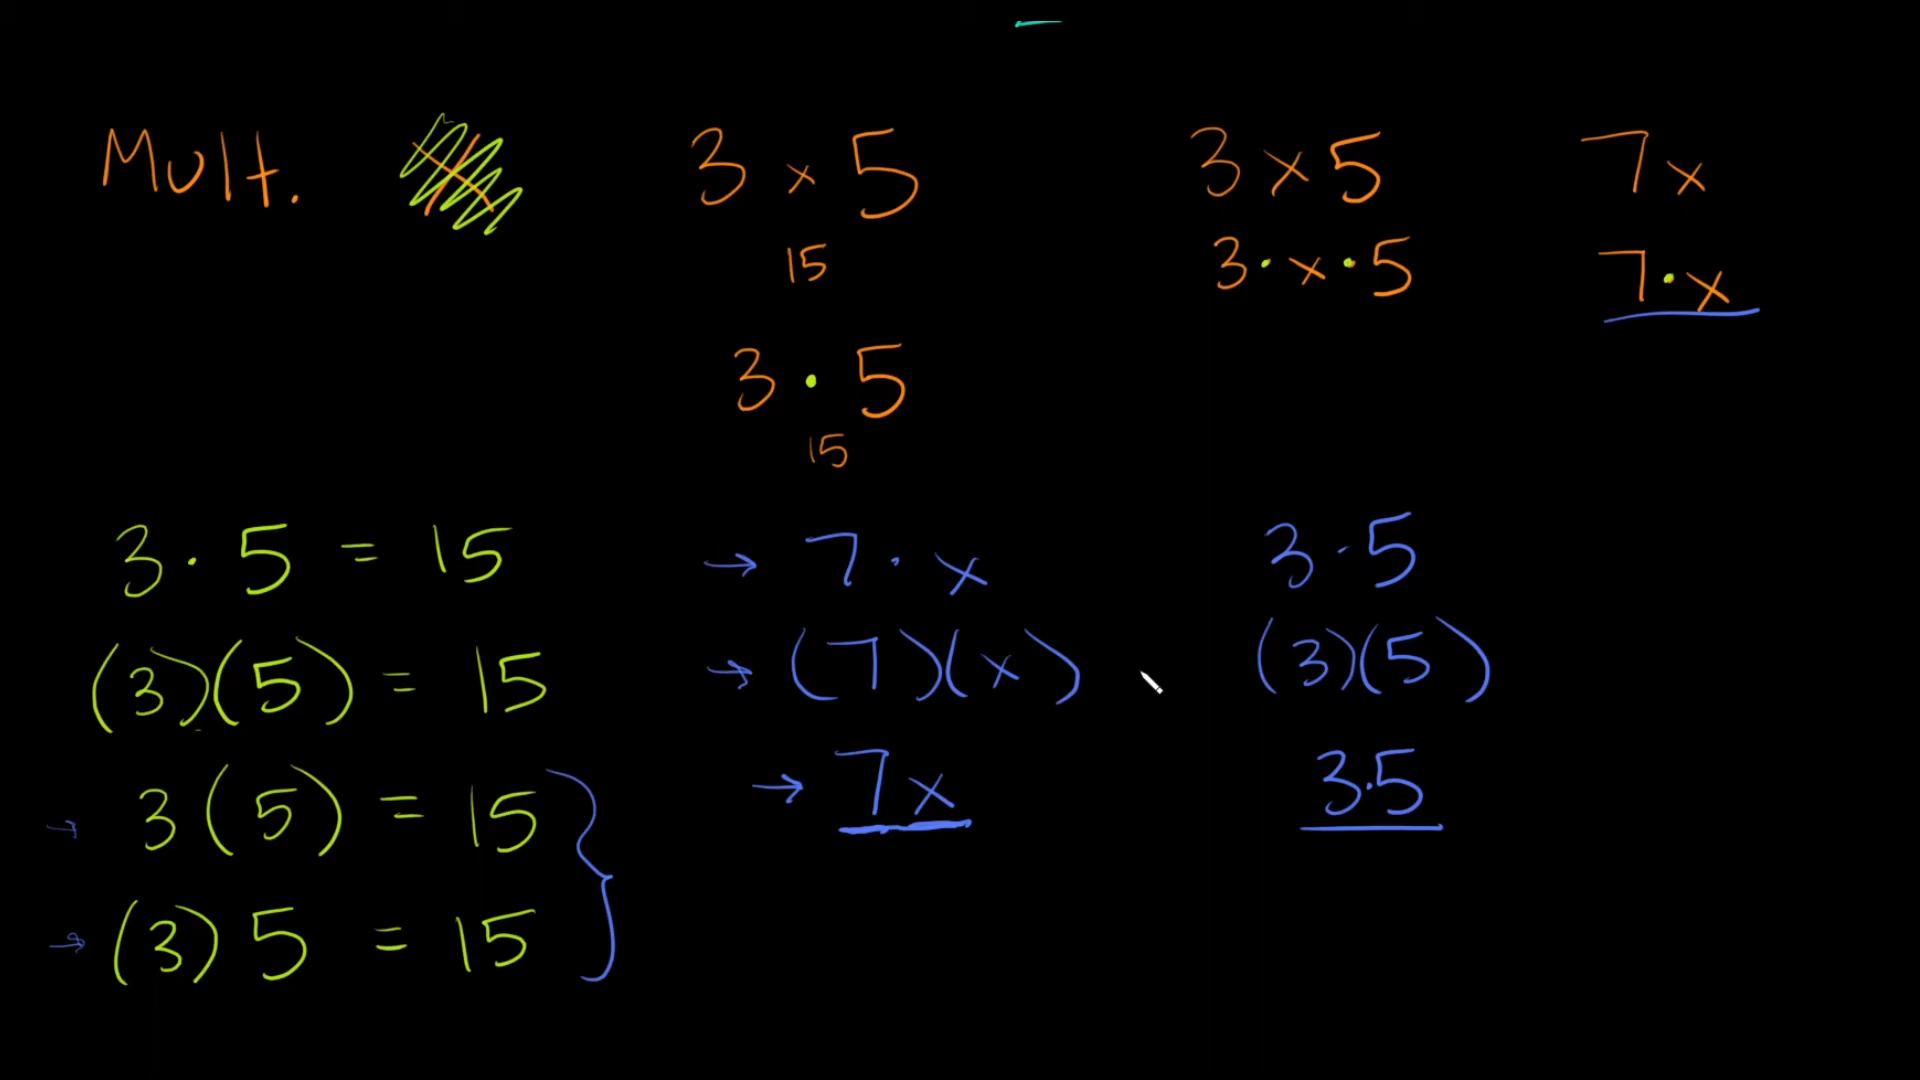 Mult. 3 × 5 3×5 7x
15 3·x·5 7·x
3 · 5
15
3 · 5 = 15 → 7 · x 3·5
(3)(5) = 15 → (7)(x) (3)(5)
→ 3(5) = 15 → 7x 3·5
→ (3)5 = 15